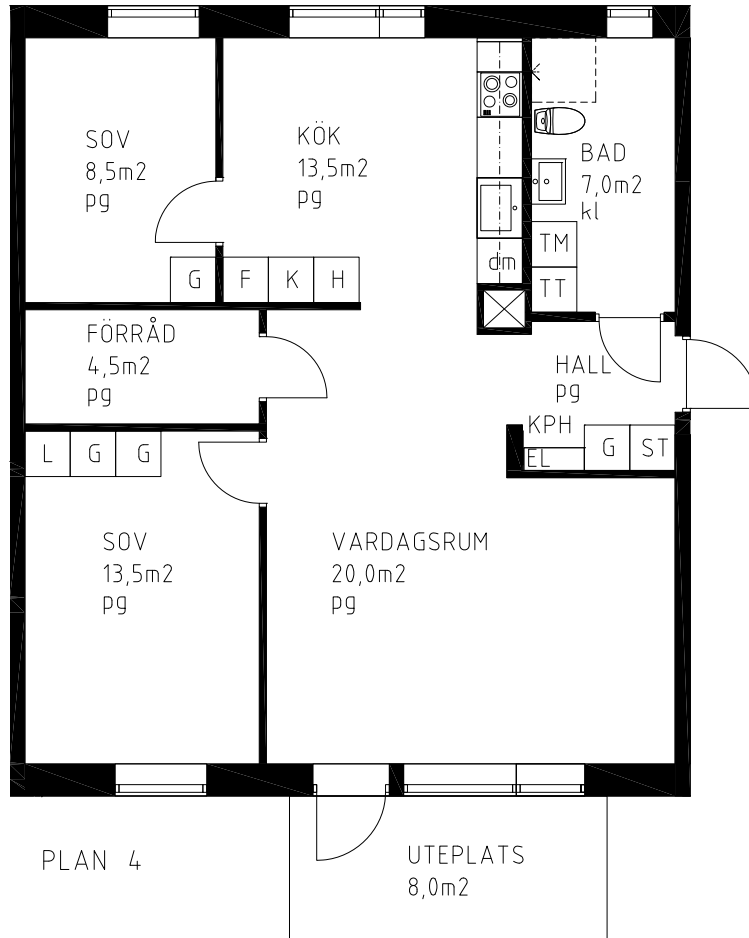 SOV
8,5m2
pg
KÖK
13,5m2
pg
BAD
7,0m2
kl
TM
TT
dm
G
F
K
H
FÖRRÅD
4,5m2
pg
HALL
pg
KPH
EL
G
ST
L
G
G
SOV
13,5m2
pg
VARDAGSRUM
20,0m2
pg
PLAN 4
UTEPLATS
8,0m2